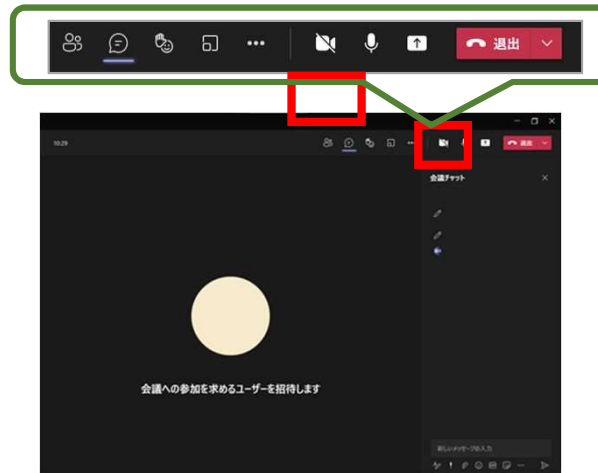 退出
10:29
退出
会議チャット
会議への参加を求めるユーザーを招待します
新しいメッセージの入力